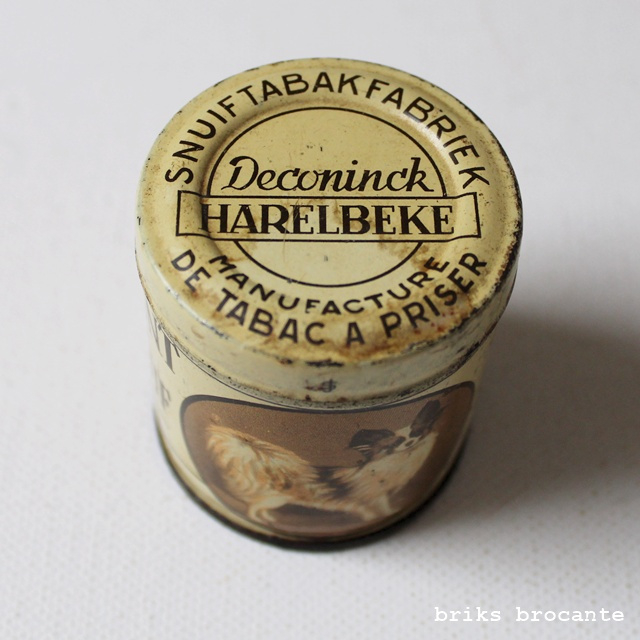 SNUIFTABAKFABRIEK
Deconinck
HARELBEKE
MANUFACTURE
DE TABAC A PRISER
briks brocante